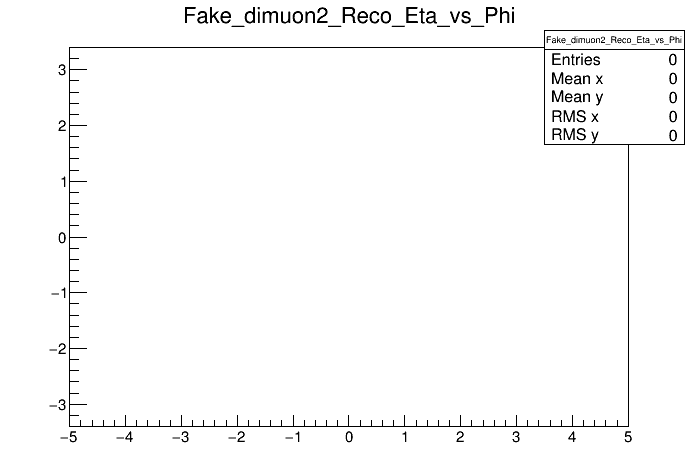 Fake_dimuon2_Reco_Eta_vs_Phi
Fake_dimuon2_Reco_Eta_vs_Phi
Entries 0
Mean x 0
Mean y 0
RMS x 0
RMS y 0
3
2
1
0
−1
−2
−3
−5 −4 −3 −2 −1 0 1 2 3 4 5